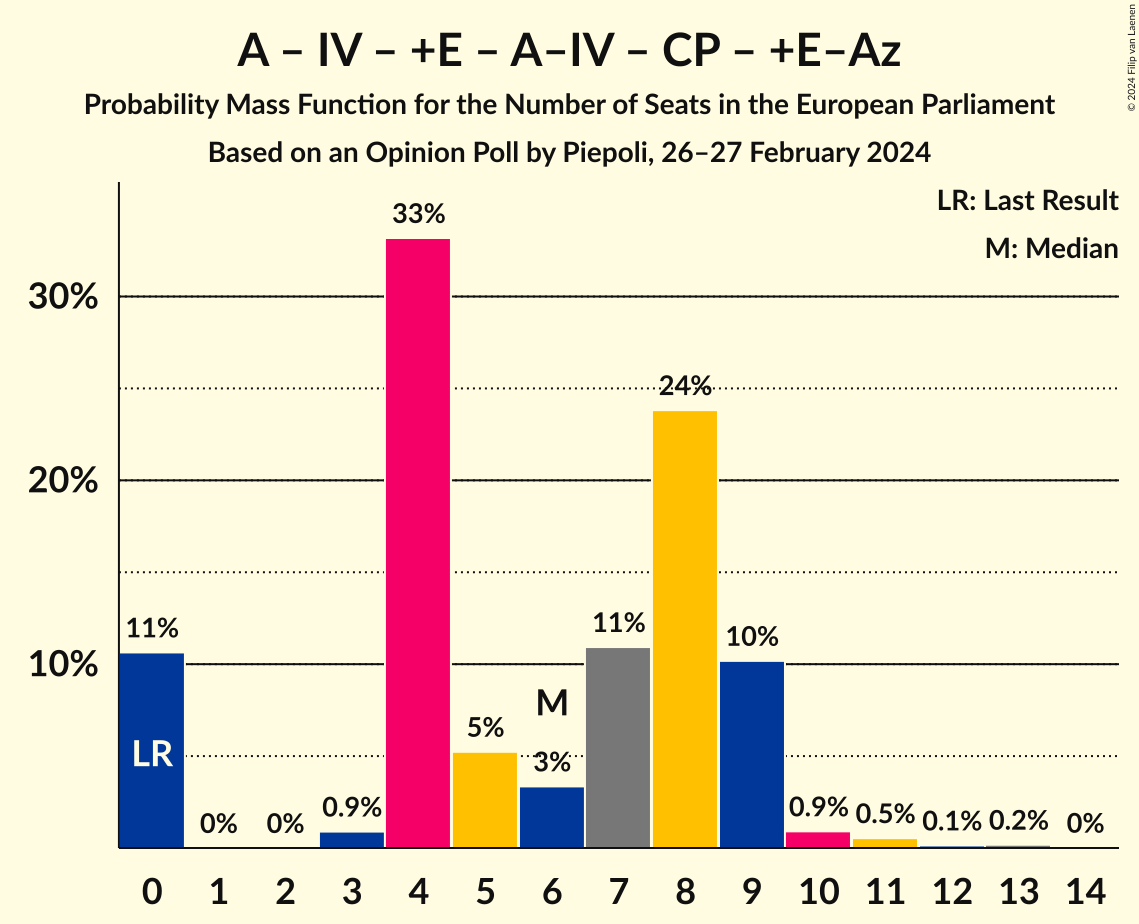 A – IV – +E – A–IV – CP – +E–Az
Probability Mass Function for the Number of Seats in the European Parliament
Based on an Opinion Poll by Piepoli, 26–27 February 2024
© 2024 Filip van Laenen
LR: Last Result
M: Median
33%
30%
24%
20%
11%
11%
10%
10%
M
5%
LR
3%
0.9%
0.9%
0.5%
0.1%
0.2%
0%
0%
0%
0 1 2 3 4 5 6 7 8 9 10 11 12 13 14